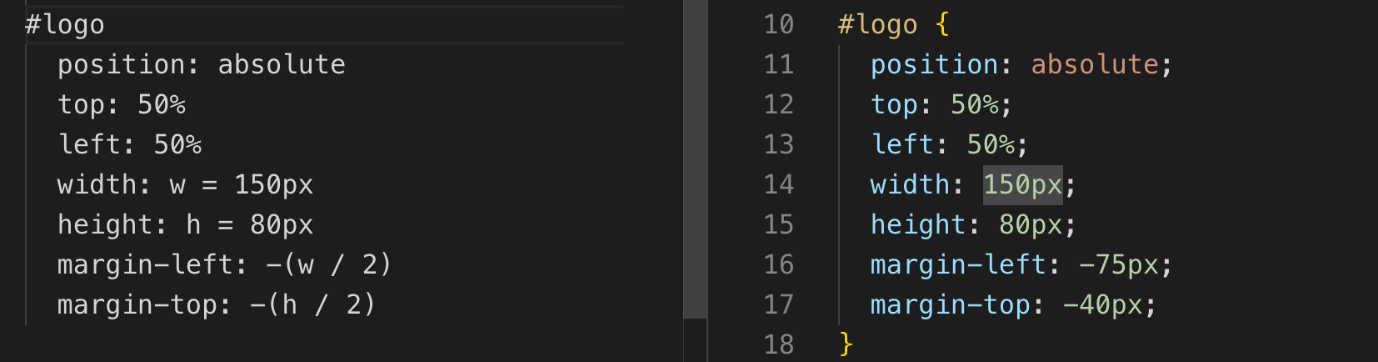 #logo
position: absolute
top: 50%
left: 50%
width: w = 150px
height: h = 80px
margin-left: -(w / 2)
margin-top: -(h / 2)
10 #logo {
11 position: absolute;
12 top: 50%;
13 left: 50%;
14 width: 150px;
15 height: 80px;
16 margin-left: -75px;
17 margin-top: -40px;
18 }